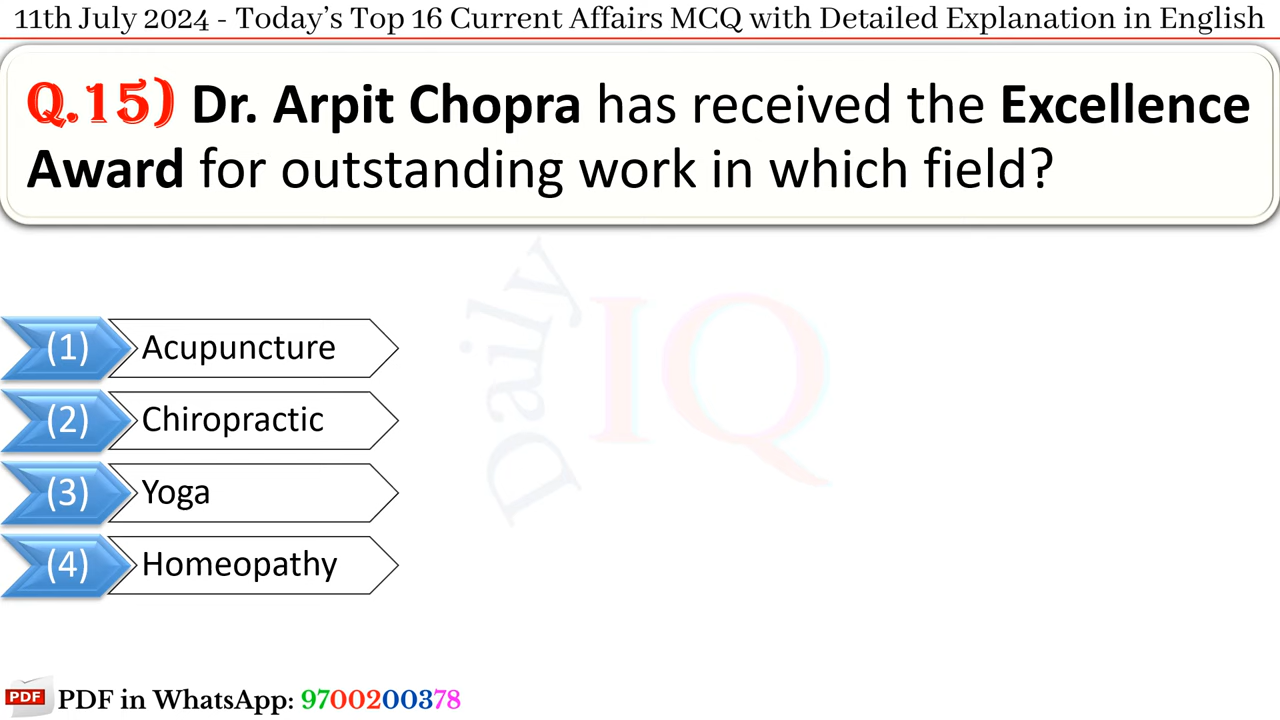 11th July 2024 - Today’s Top 16 Current Affairs MCQ with Detailed Explanation in English
Q.15) Dr. Arpit Chopra has received the Excellence
Award for outstanding work in which field?
Daily IQ
(1) Acupuncture
(2) Chiropractic
(3) Yoga
(4) Homeopathy
PDF PDF in WhatsApp: 9700200378